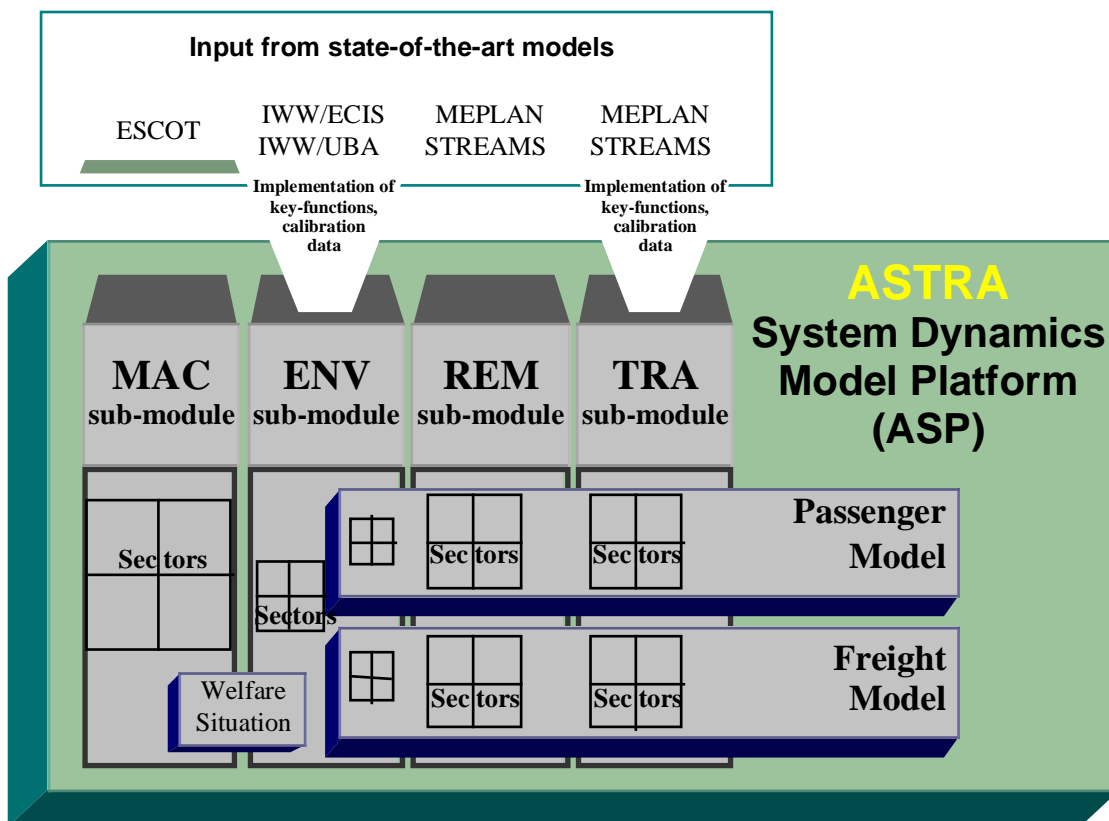 Input from state-of-the-art models
ESCOT
IWW/ECIS
IWW/UBA
MEPLAN
STREAMS
MEPLAN
STREAMS
Implementation of
key-functions,
calibration
data
Implementation of
key-functions,
calibration
data
ASTRA
System Dynamics
Model Platform
(ASP)
MAC
sub-module
ENV
sub-module
REM
sub-module
TRA
sub-module
Sectors
Sectors
Sectors
Sectors
Passenger
Model
Sectors
Sectors
Freight
Model
Welfare
Situation